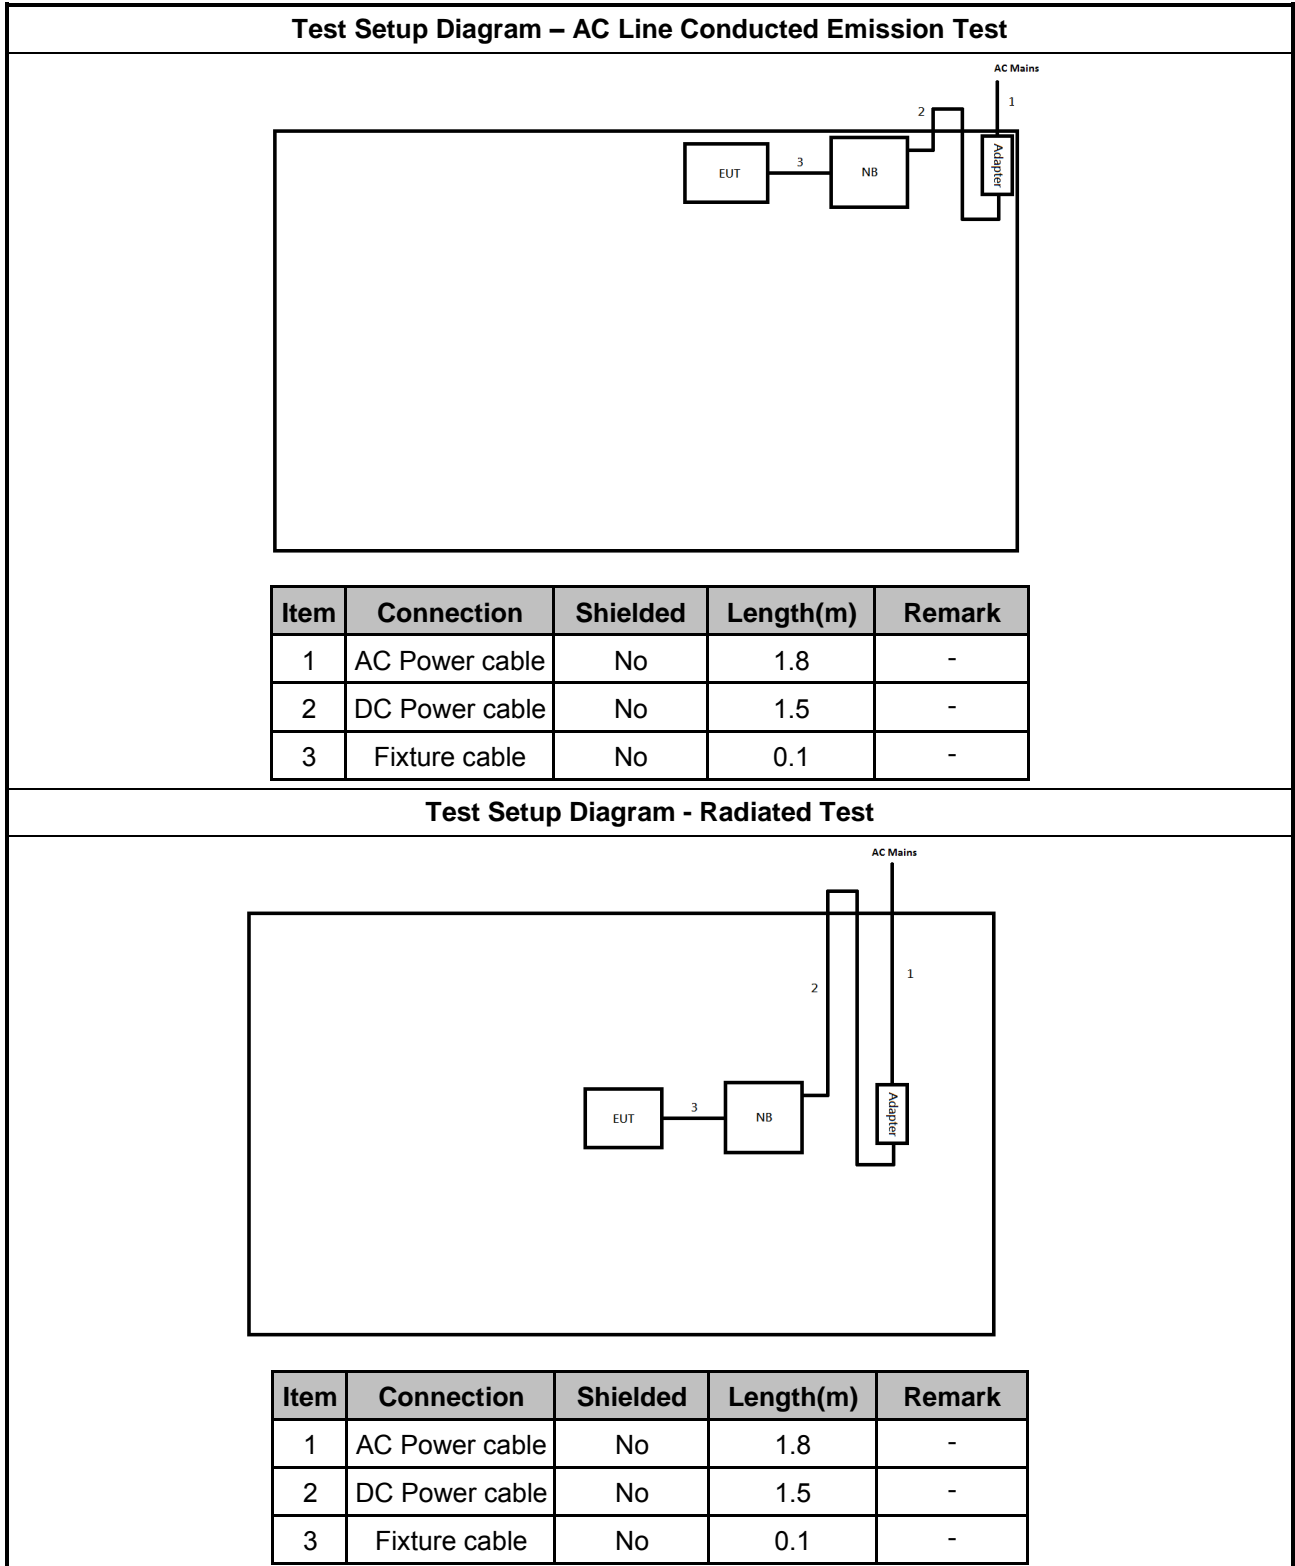 Test Setup Diagram – AC Line Conducted Emission Test
AC Mains
1
2
Adapter
EUT
3
NB
Item Connection Shielded Length(m) Remark
1 AC Power cable No 1.8 -
2 DC Power cable No 1.5 -
3 Fixture cable No 0.1 -
Test Setup Diagram - Radiated Test
AC Mains
1
2
Adapter
EUT
3
NB
Item Connection Shielded Length(m) Remark
1 AC Power cable No 1.8 -
2 DC Power cable No 1.5 -
3 Fixture cable No 0.1 -